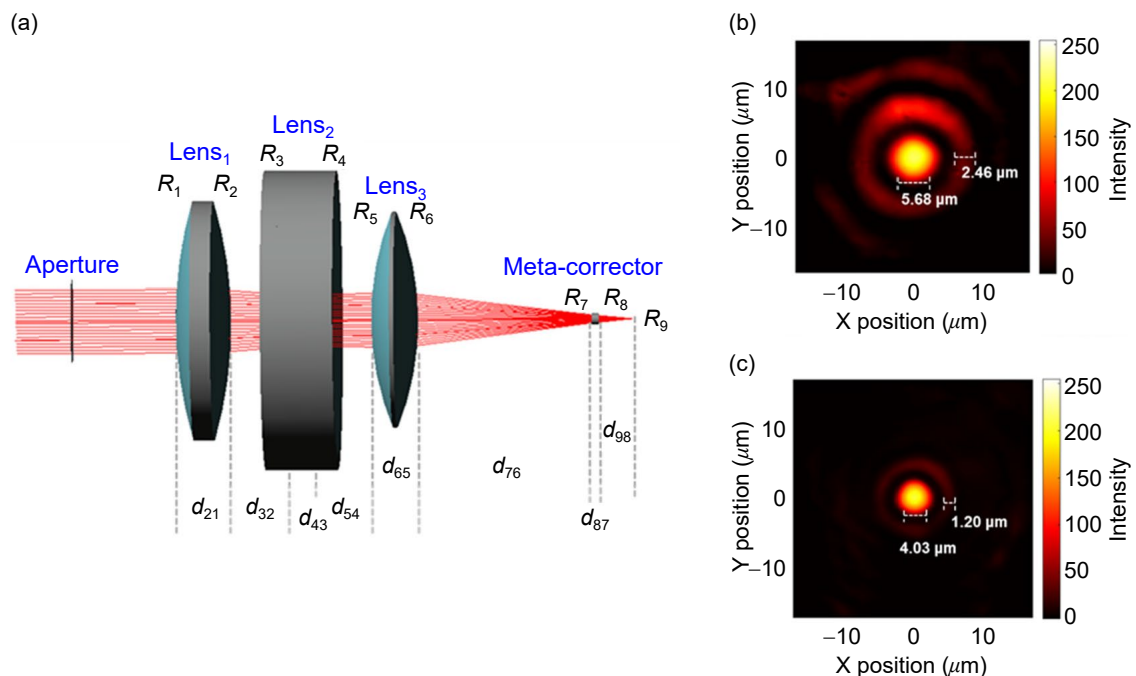 (a)
Lens1
R1
R2
Lens2
R3
R4
Lens3
R5
R6
Aperture
Meta-corrector
R7
R8
R9
d21
d32
d43
d54
d65
d76
d87
d98
(b)
Y position (μm)
10
0
−10
5.68 μm
2.46 μm
−10
0
10
X position (μm)
250
200
150
100
50
0
Intensity
(c)
Y position (μm)
10
0
−10
4.03 μm
1.20 μm
−10
0
10
X position (μm)
250
200
150
100
50
0
Intensity